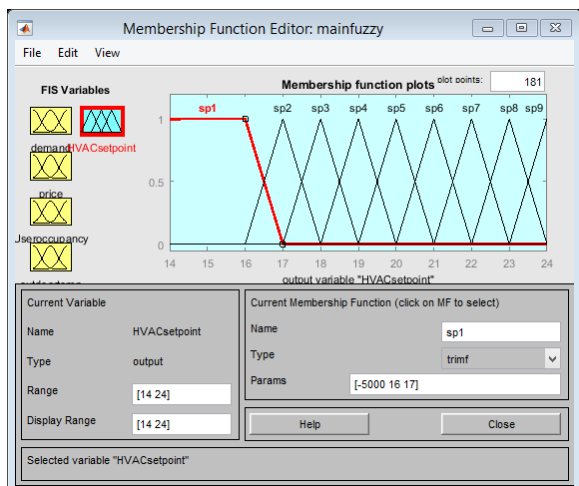 Membership Function Editor: mainfuzzy
File Edit View
FIS Variables
demand
HVACsetpoint
price
Useroccupancy
Membership function plots
plot points:
181
sp1 sp2 sp3 sp4 sp5 sp6 sp7 sp8 sp9
1
0.5
0
14 15 16 17 18 19 20 21 22 23 24
output variable "HVACsetpoint"
Current Variable
Name HVACsetpoint
Type output
Range [14 24]
Display Range [14 24]
Current Membership Function (click on MF to select)
Name sp1
Type trimf
Params [-5000 16 17]
Help Close
Selected variable "HVACsetpoint"